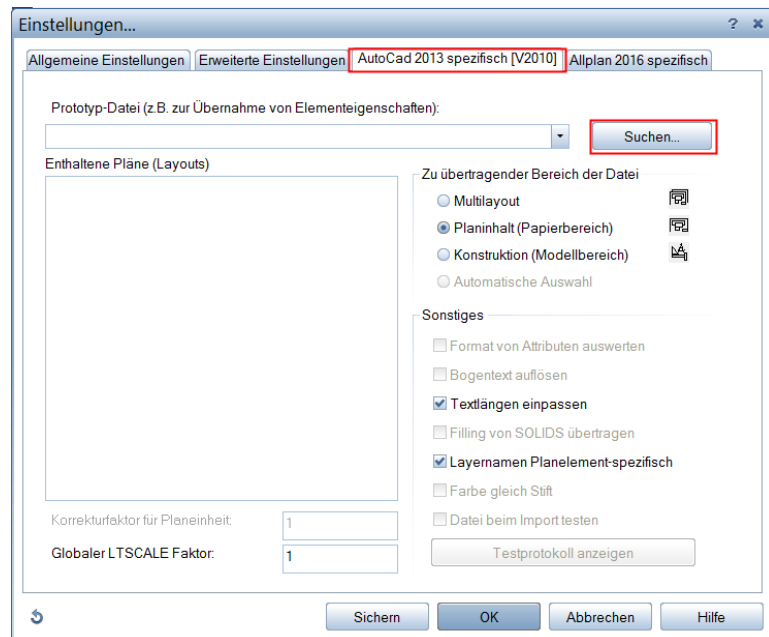 Einstellungen...
?
Allgemeine Einstellungen Erweiterte Einstellungen AutoCad 2013 spezifisch [V2010] Allplan 2016 spezifisch
Prototyp-Datei (z.B. zur Übernahme von Elementeigenschaften):
Suchen...
Enthaltene Pläne (Layouts)
Zu übertragender Bereich der Datei
Multilayout
Planinhalt (Papierbereich)
Konstruktion (Modellbereich)
Automatische Auswahl
Sonstiges
Format von Attributen auswerten
Bogentext auflösen
Textlängen einpassen
Filling von SOLIDS übertragen
Layernamen Planelement-spezifisch
Farbe gleich Stift
Datei beim Import testen
Testprotokoll anzeigen
Korrekturfaktor für Planeinheit: 1
Globaler LTSCALE Faktor: 1
Sichern OK Abbrechen Hilfe